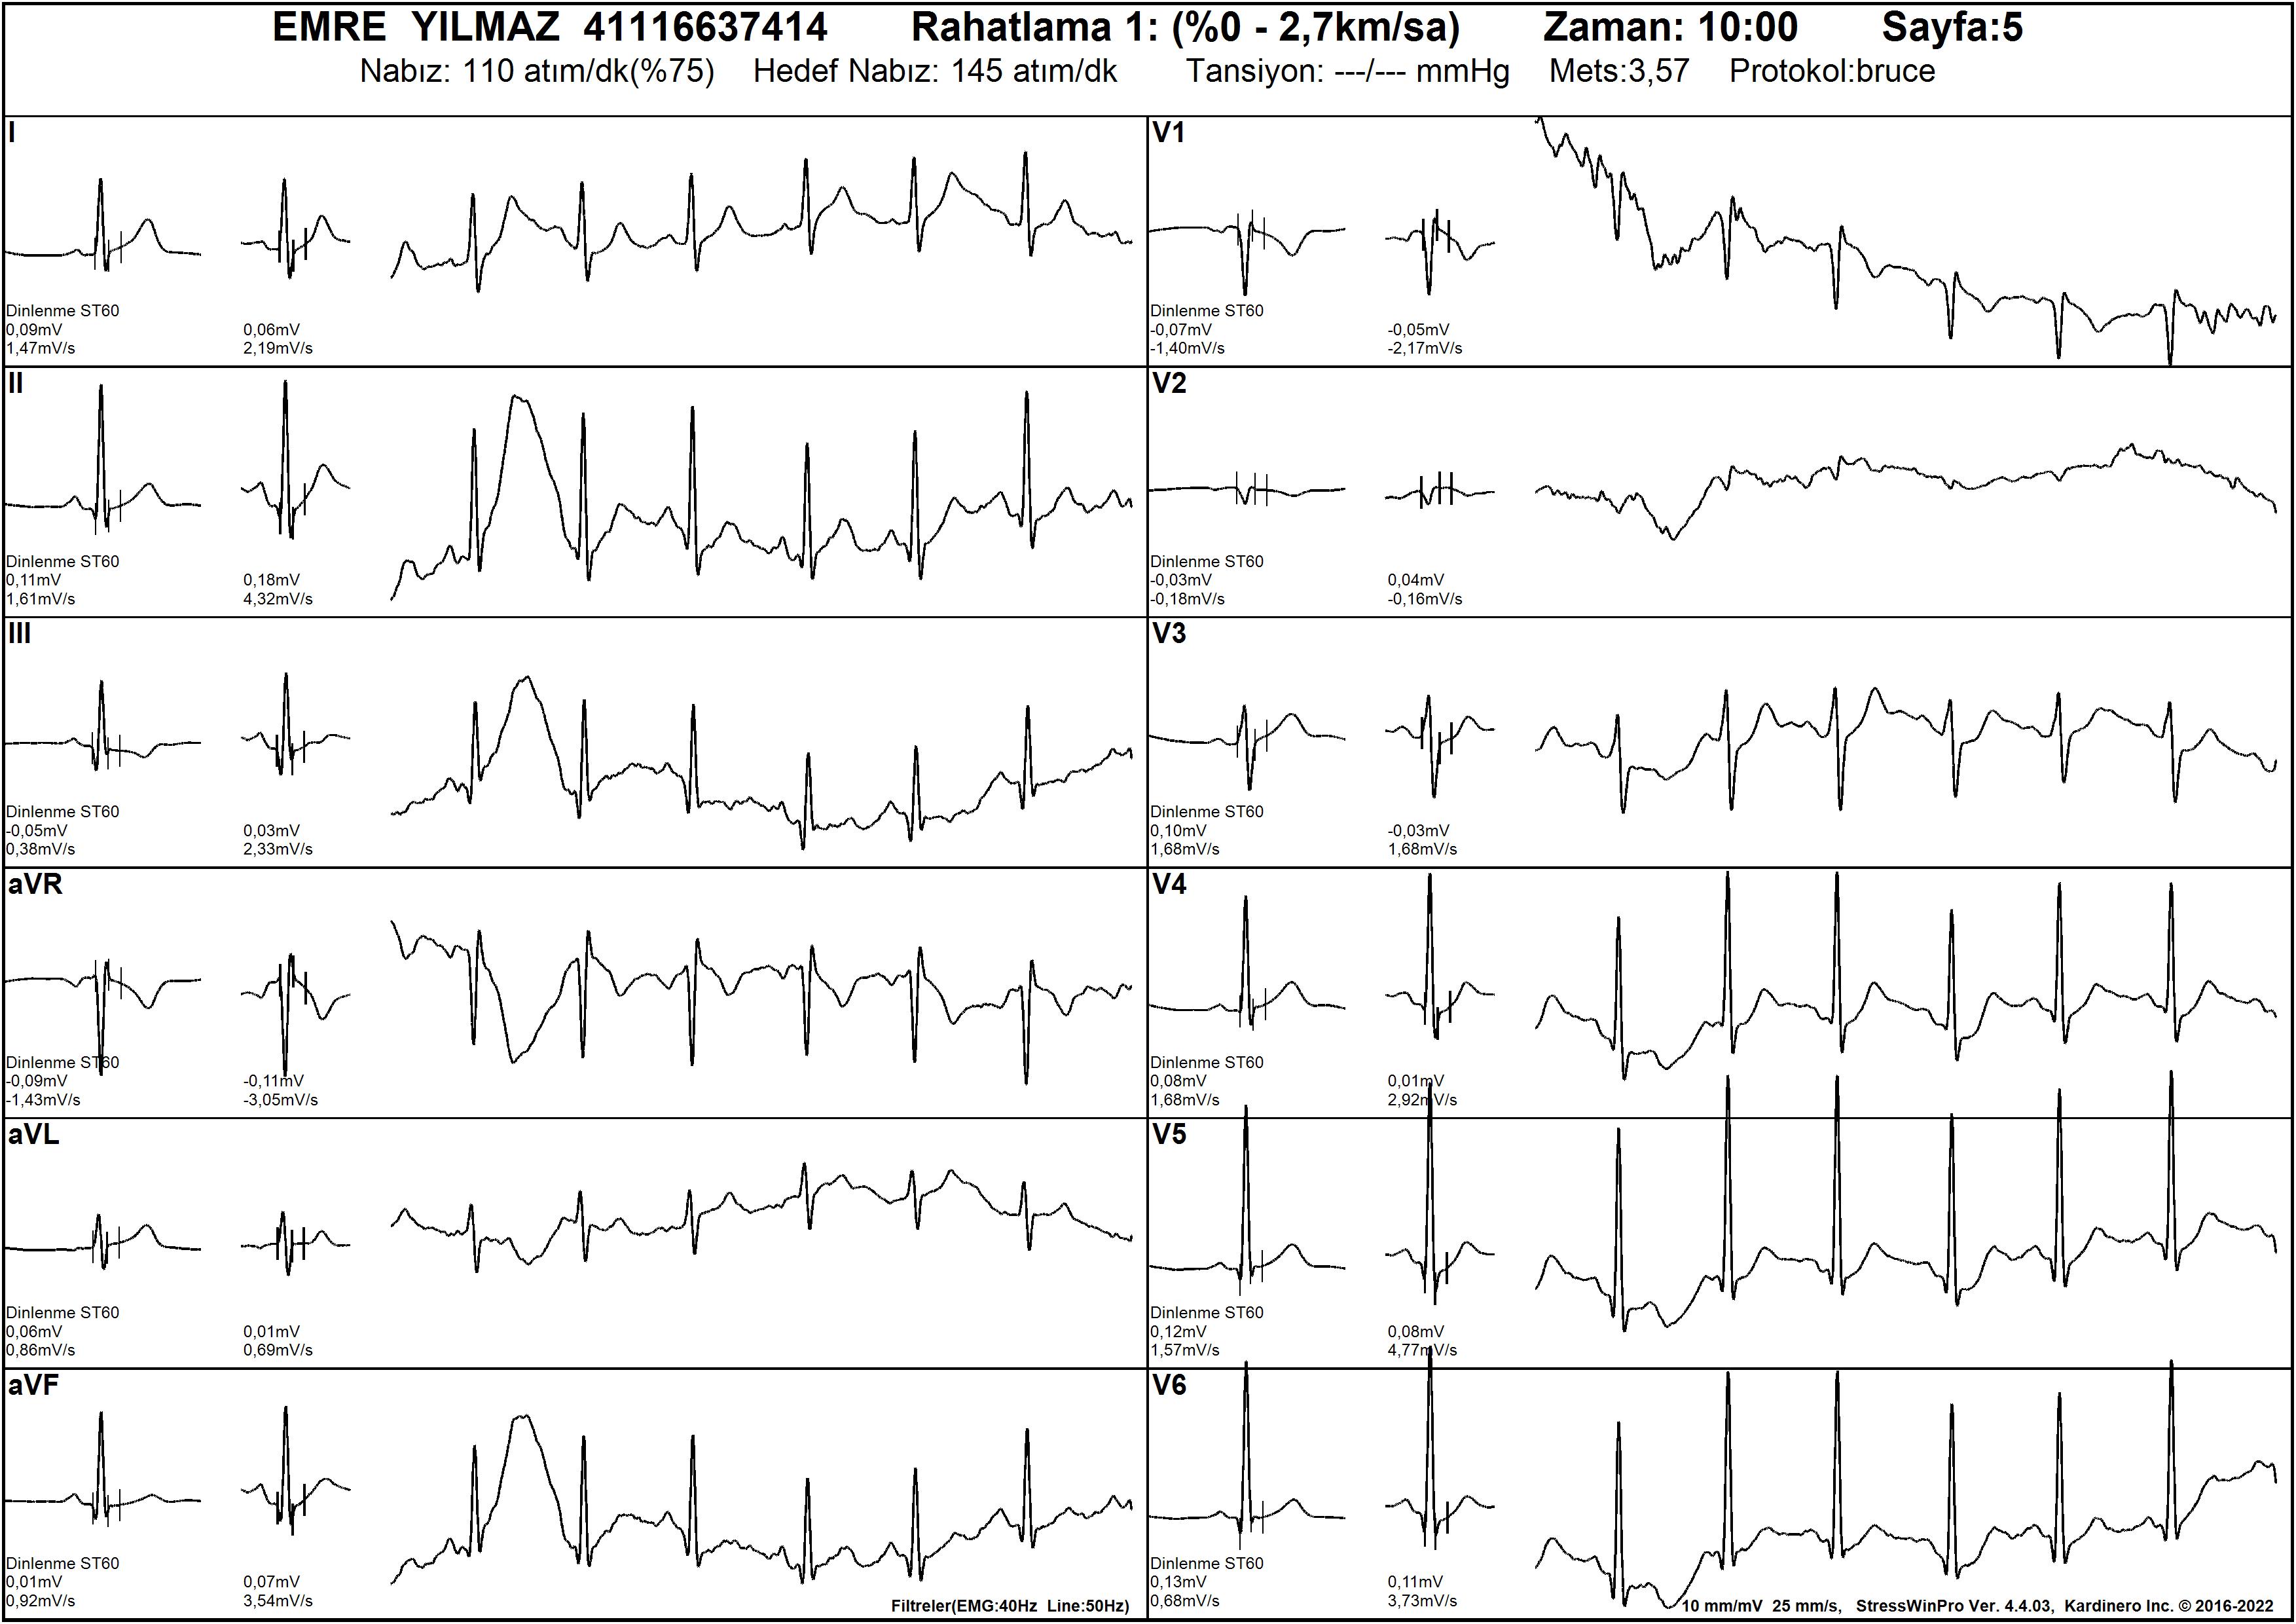 EMRE YILMAZ 41116637414 Rahatlama 1: (%0 - 2,7km/sa) Zaman: 10:00 Sayfa:5
Nabız: 110 atım/dk(%75) Hedef Nabız: 145 atım/dk Tansiyon: ---/--- mmHg Mets:3,57 Protokol:bruce
I
Dinlenme ST60
0,09mV 0,06mV
1,47mV/s 2,19mV/s
II
Dinlenme ST60
0,11mV 0,18mV
1,61mV/s 4,32mV/s
III
Dinlenme ST60
-0,05mV 0,03mV
0,38mV/s 2,33mV/s
aVR
Dinlenme ST60
-0,09mV -0,11mV
-1,43mV/s -3,05mV/s
aVL
Dinlenme ST60
0,06mV 0,01mV
0,86mV/s 0,69mV/s
aVF
Dinlenme ST60
0,01mV 0,07mV
0,92mV/s 3,54mV/s
Filtreler(EMG:40Hz Line:50Hz)
V1
Dinlenme ST60
-0,07mV -0,05mV
-1,40mV/s -2,17mV/s
V2
Dinlenme ST60
-0,03mV 0,04mV
-0,18mV/s -0,16mV/s
V3
Dinlenme ST60
0,10mV -0,03mV
1,68mV/s 1,68mV/s
V4
Dinlenme ST60
0,08mV 0,01mV
1,68mV/s 2,92mV/s
V5
Dinlenme ST60
0,12mV 0,08mV
1,57mV/s 4,77mV/s
V6
Dinlenme ST60
0,13mV 0,11mV
0,68mV/s 3,73mV/s
10 mm/mV 25 mm/s, StressWinPro Ver. 4.4.03, Kardinero Inc. © 2016-2022